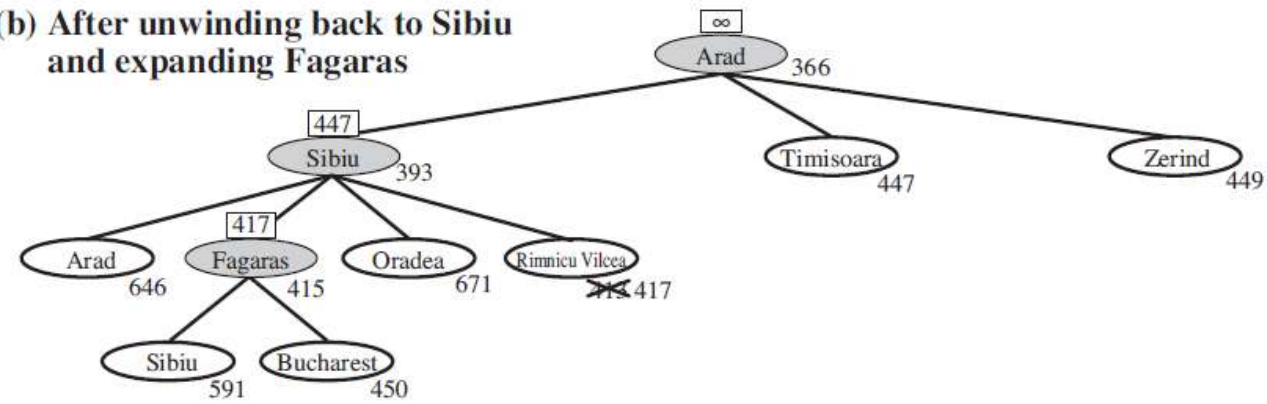 (b) After unwinding back to Sibiu
and expanding Fagaras
∞
Arad
366
447
Sibiu
393
Timisoara
447
Zerind
449
Arad
646
417
Fagaras
415
Oradea
671
Rimnicu Vilcea
413 417
Sibiu
591
Bucharest
450